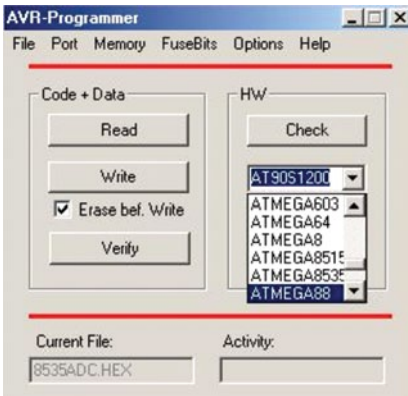 AVR-Programmer
File Port Memory FuseBits Options Help
Code + Data
Read
Write
Erase bef. Write
Verify
HW
Check
AT90S1200
ATMEGA603
ATMEGA64
ATMEGA8
ATMEGA8515
ATMEGA8535
ATMEGA88
Current File:
8535ADC.HEX
Activity: